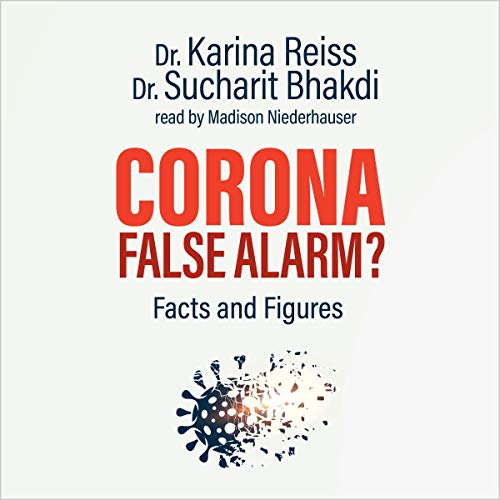 Dr. Karina Reiss
Dr. Sucharit Bhakdi
read by Madison Niederhauser
CORONA
FALSE ALARM?
Facts and Figures